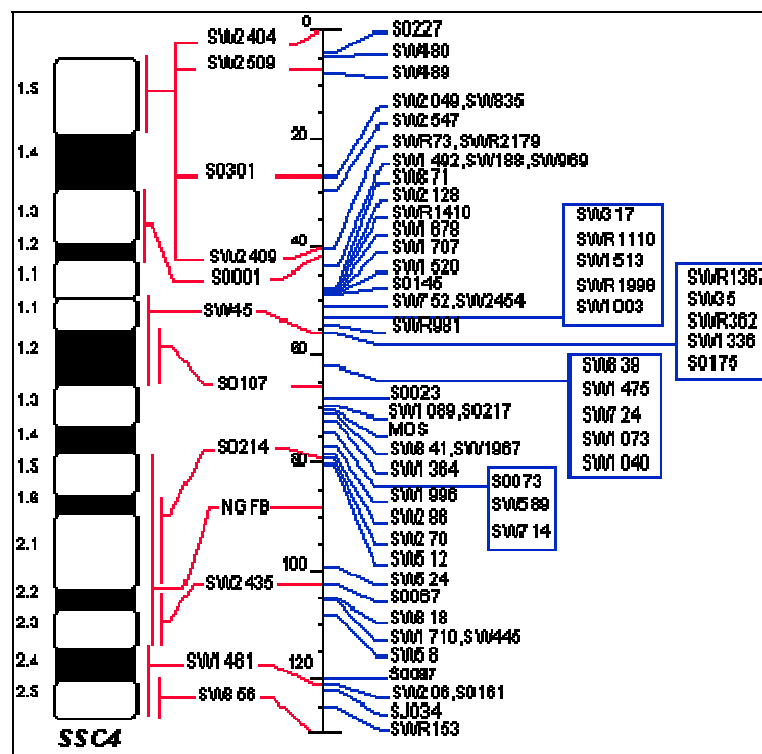 1.5
1.4
1.3
1.2
1.1
1.1
1.2
1.3
1.4
1.5
1.6
2.1
2.2
2.3
2.4
2.5
SSC4
SW2404
SW2509
S0301
SW2409
S0001
SW45
S0107
S0214
NGFB
SW2435
SW1461
SW856
0
20
40
60
80
100
120
S0227
SW480
SW489
SW2049,SW835
SW2547
SWR73,SWR2179
SW1492,SW188,SW969
SW871
SW2128
SWR1410
SW1678
SW1707
SW1520
S0145
SW752,SW2454
SWR981
S0023
SW1089,S0217
MOS
SW841,SW1967
SW1364
SW1996
SW286
SW270
SW512
SW524
S0067
SW818
SW1710,SW445
SW58
S0097
SW206,S0161
SJ034
SWR153
SW317
SWR1110
SW1513
SWR1998
SW1003
SWR1367
SW35
SWR362
SW1336
S0175
SW839
SW1475
SW724
SW1073
SW1040
S0073
SW589
SW714